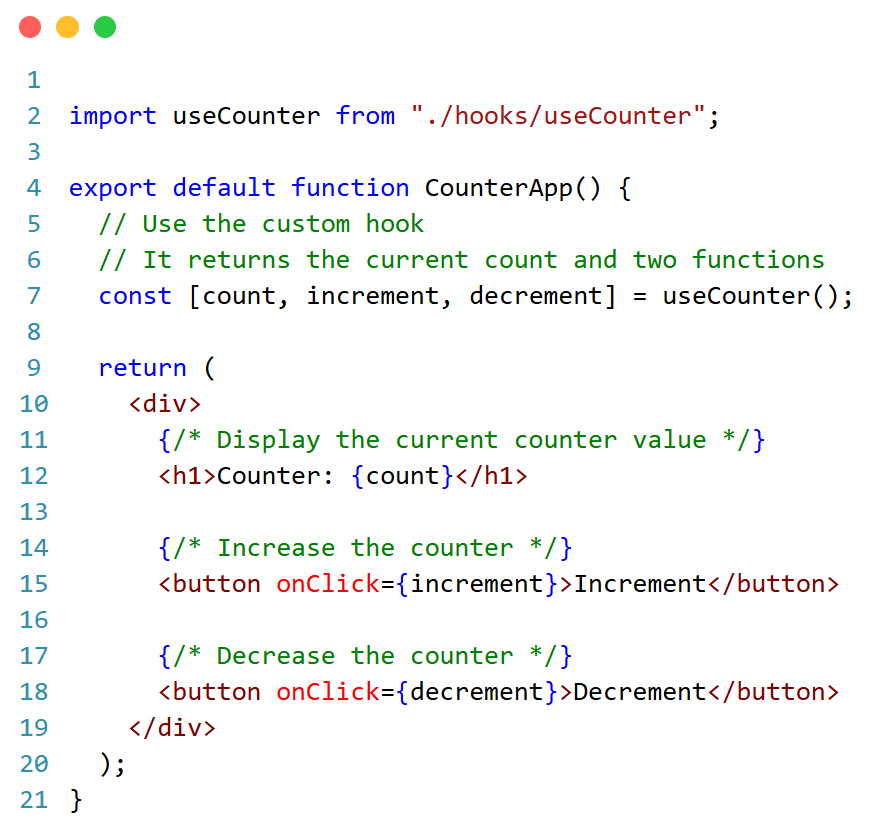 1
2 import useCounter from "./hooks/useCounter";
3
4 export default function CounterApp() {
5   // Use the custom hook
6   // It returns the current count and two functions
7   const [count, increment, decrement] = useCounter();
8
9   return (
10     <div>
11       {/* Display the current counter value */}
12       <h1>Counter: {count}</h1>
13
14       {/* Increase the counter */}
15       <button onClick={increment}>Increment</button>
16
17       {/* Decrease the counter */}
18       <button onClick={decrement}>Decrement</button>
19     </div>
20   );
21 }